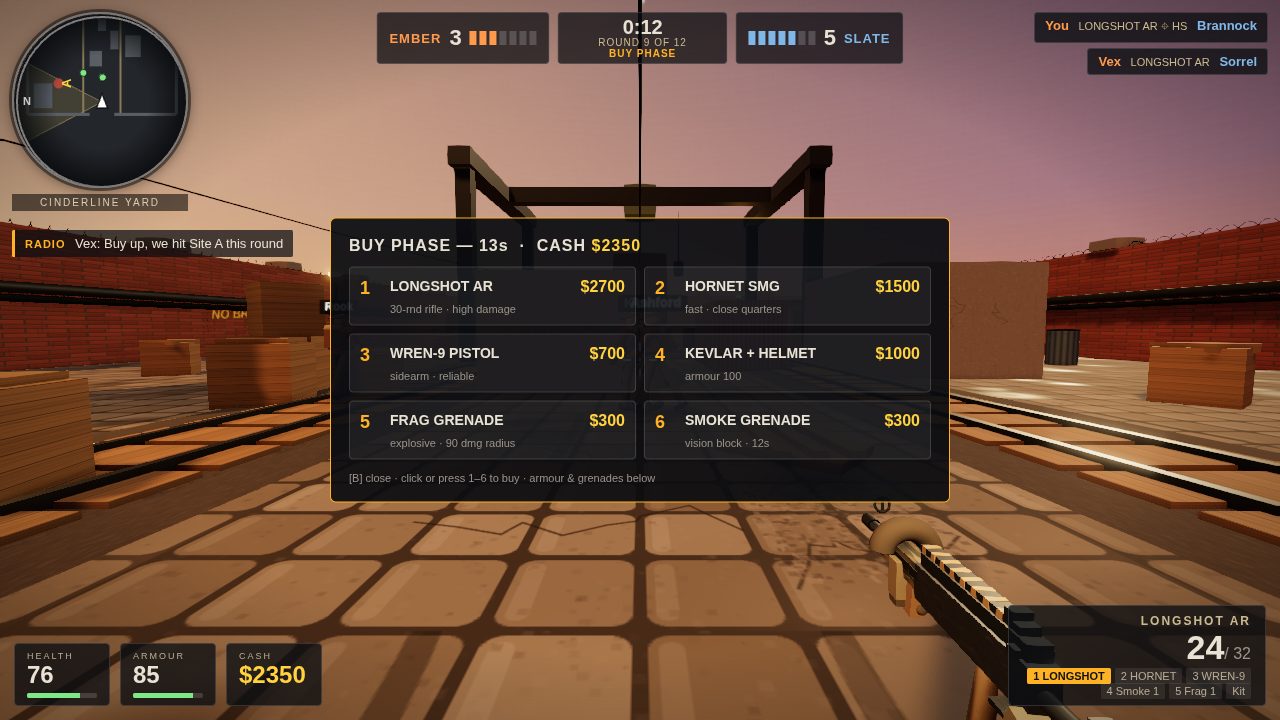 EMBER 3
0:12
ROUND 9 OF 12
BUY PHASE
5 SLATE
You LONGSHOT AR ⌖ HS Brannock
Vex LONGSHOT AR Sorrel
N
A
CINDERLINE YARD
RADIO Vex: Buy up, we hit Site A this round
BUY PHASE — 13s · CASH $2350
1 LONGSHOT AR $2700
30-rnd rifle · high damage
2 HORNET SMG $1500
fast · close quarters
3 WREN-9 PISTOL $700
sidearm · reliable
4 KEVLAR + HELMET $1000
armour 100
5 FRAG GRENADE $300
explosive · 90 dmg radius
6 SMOKE GRENADE $300
vision block · 12s
[B] close · click or press 1–6 to buy · armour & grenades below
Ashford
NO
HEALTH
76
ARMOUR
85
CASH
$2350
LONGSHOT AR
24 / 32
1 LONGSHOT 2 HORNET 3 WREN-9
4 Smoke 1 5 Frag 1 Kit